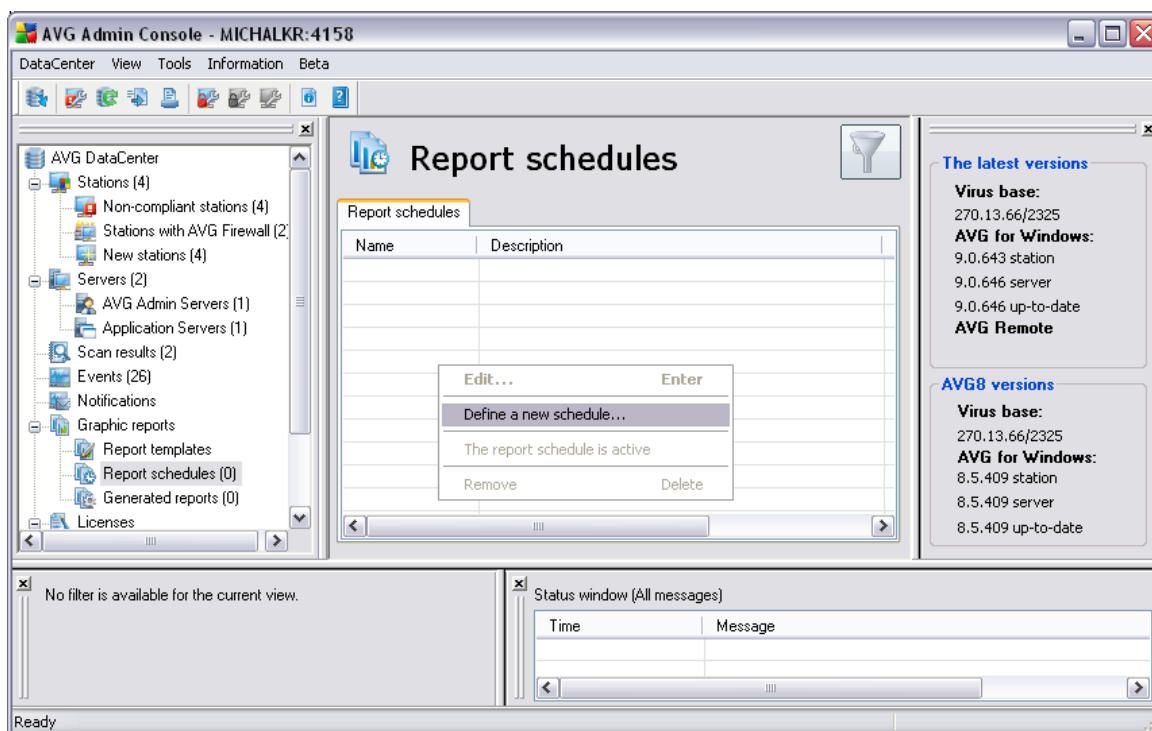 AVG Admin Console - MICHALKR:4158
DataCenter View Tools Information Beta
AVG DataCenter
Stations (4)
Non-compliant stations (4)
Stations with AVG Firewall (2
New stations (4)
Servers (2)
AVG Admin Servers (1)
Application Servers (1)
Scan results (2)
Events (26)
Notifications
Graphic reports
Report templates
Report schedules (0)
Generated reports (0)
Licenses
Report schedules
Report schedules
Name Description
Edit... Enter
Define a new schedule...
The report schedule is active
Remove Delete
The latest versions
Virus base:
270.13.66/2325
AVG for Windows:
9.0.643 station
9.0.646 server
9.0.646 up-to-date
AVG Remote
AVG8 versions
Virus base:
270.13.66/2325
AVG for Windows:
8.5.409 station
8.5.409 server
8.5.409 up-to-date
No filter is available for the current view.
Status window (All messages)
Time Message
Ready